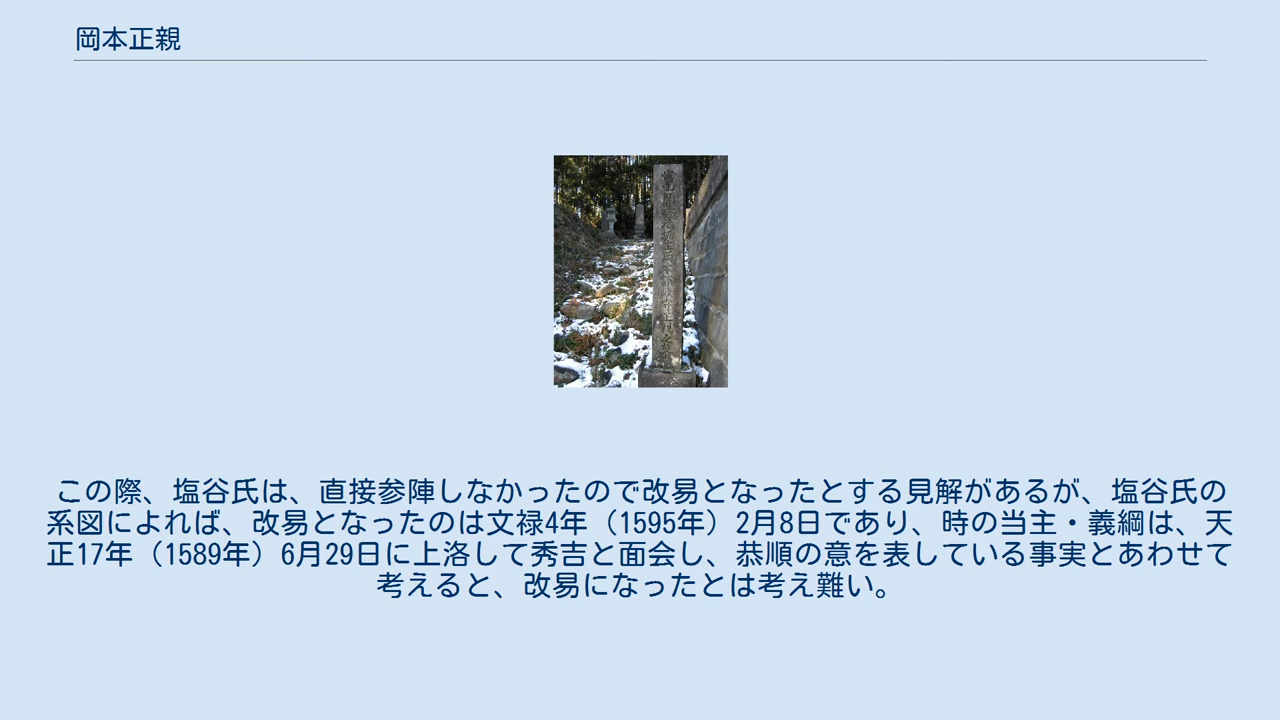 岡本正親
この際、塩谷氏は、直接参陣しなかったので改易となったとする見解があるが、塩谷氏の
系図によれば、改易となったのは文禄4年（1595年）2月8日であり、時の当主・義綱は、天
正17年（1589年）6月29日に上洛して秀吉と面会し、恭順の意を表している事実とあわせて
考えると、改易になったとは考え難い。